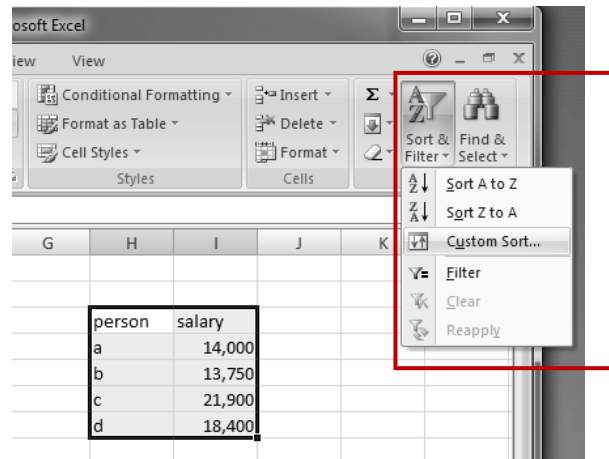 osoft Excel
iew View
Conditional Formatting
Format as Table
Cell Styles
Styles
Insert
Delete
Format
Cells
Σ
Sort & Filter
Find & Select
Sort A to Z
Sort Z to A
Custom Sort...
Filter
Clear
Reapply
G H I J K
person salary
a 14,000
b 13,750
c 21,900
d 18,400